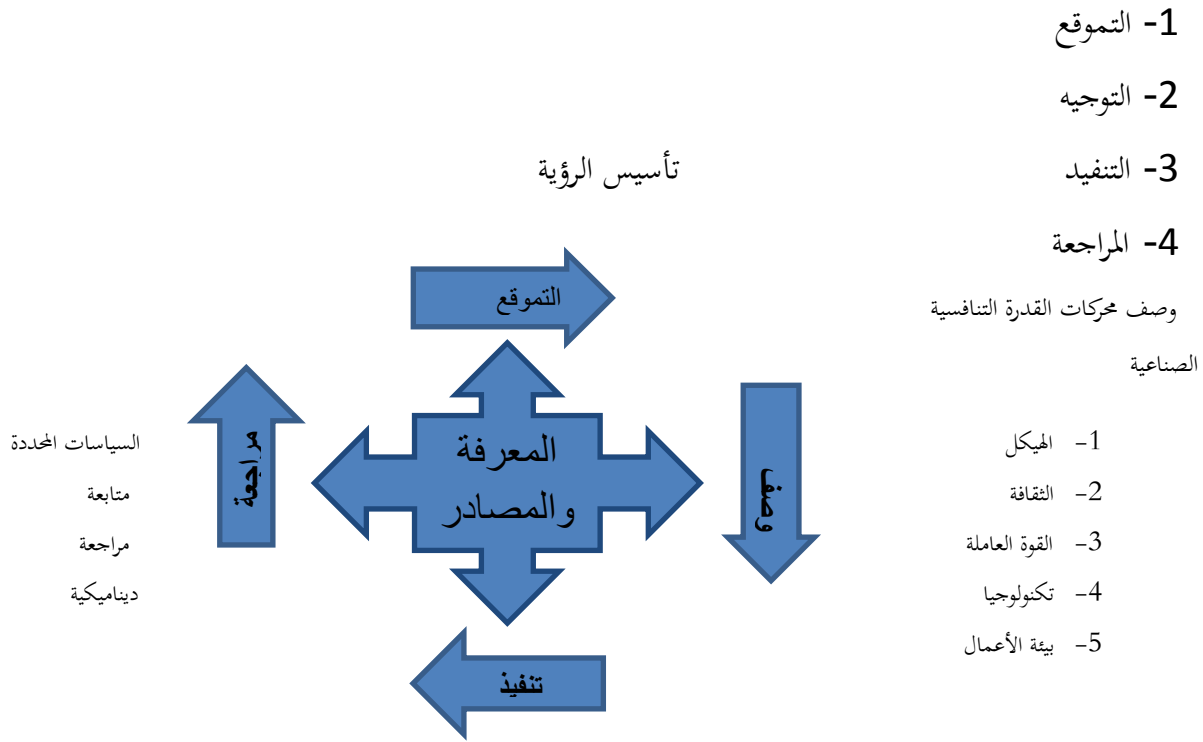 1- التموقع
2- التوجيه
3- التنفيد
تأسيس الرؤية
4- المراجعة
وصف محركات القدرة التنافسية
الصناعية
التموقع
1- الهيكل
2- الثقافة
3- القوة العاملة
4- تكنولوجيا
5- بيئة الأعمال
وصف
المعرفة
والمصادر
مراجعة
السياسات المحددة
متابعة
مراجعة
ديناميكية
تنفيذ